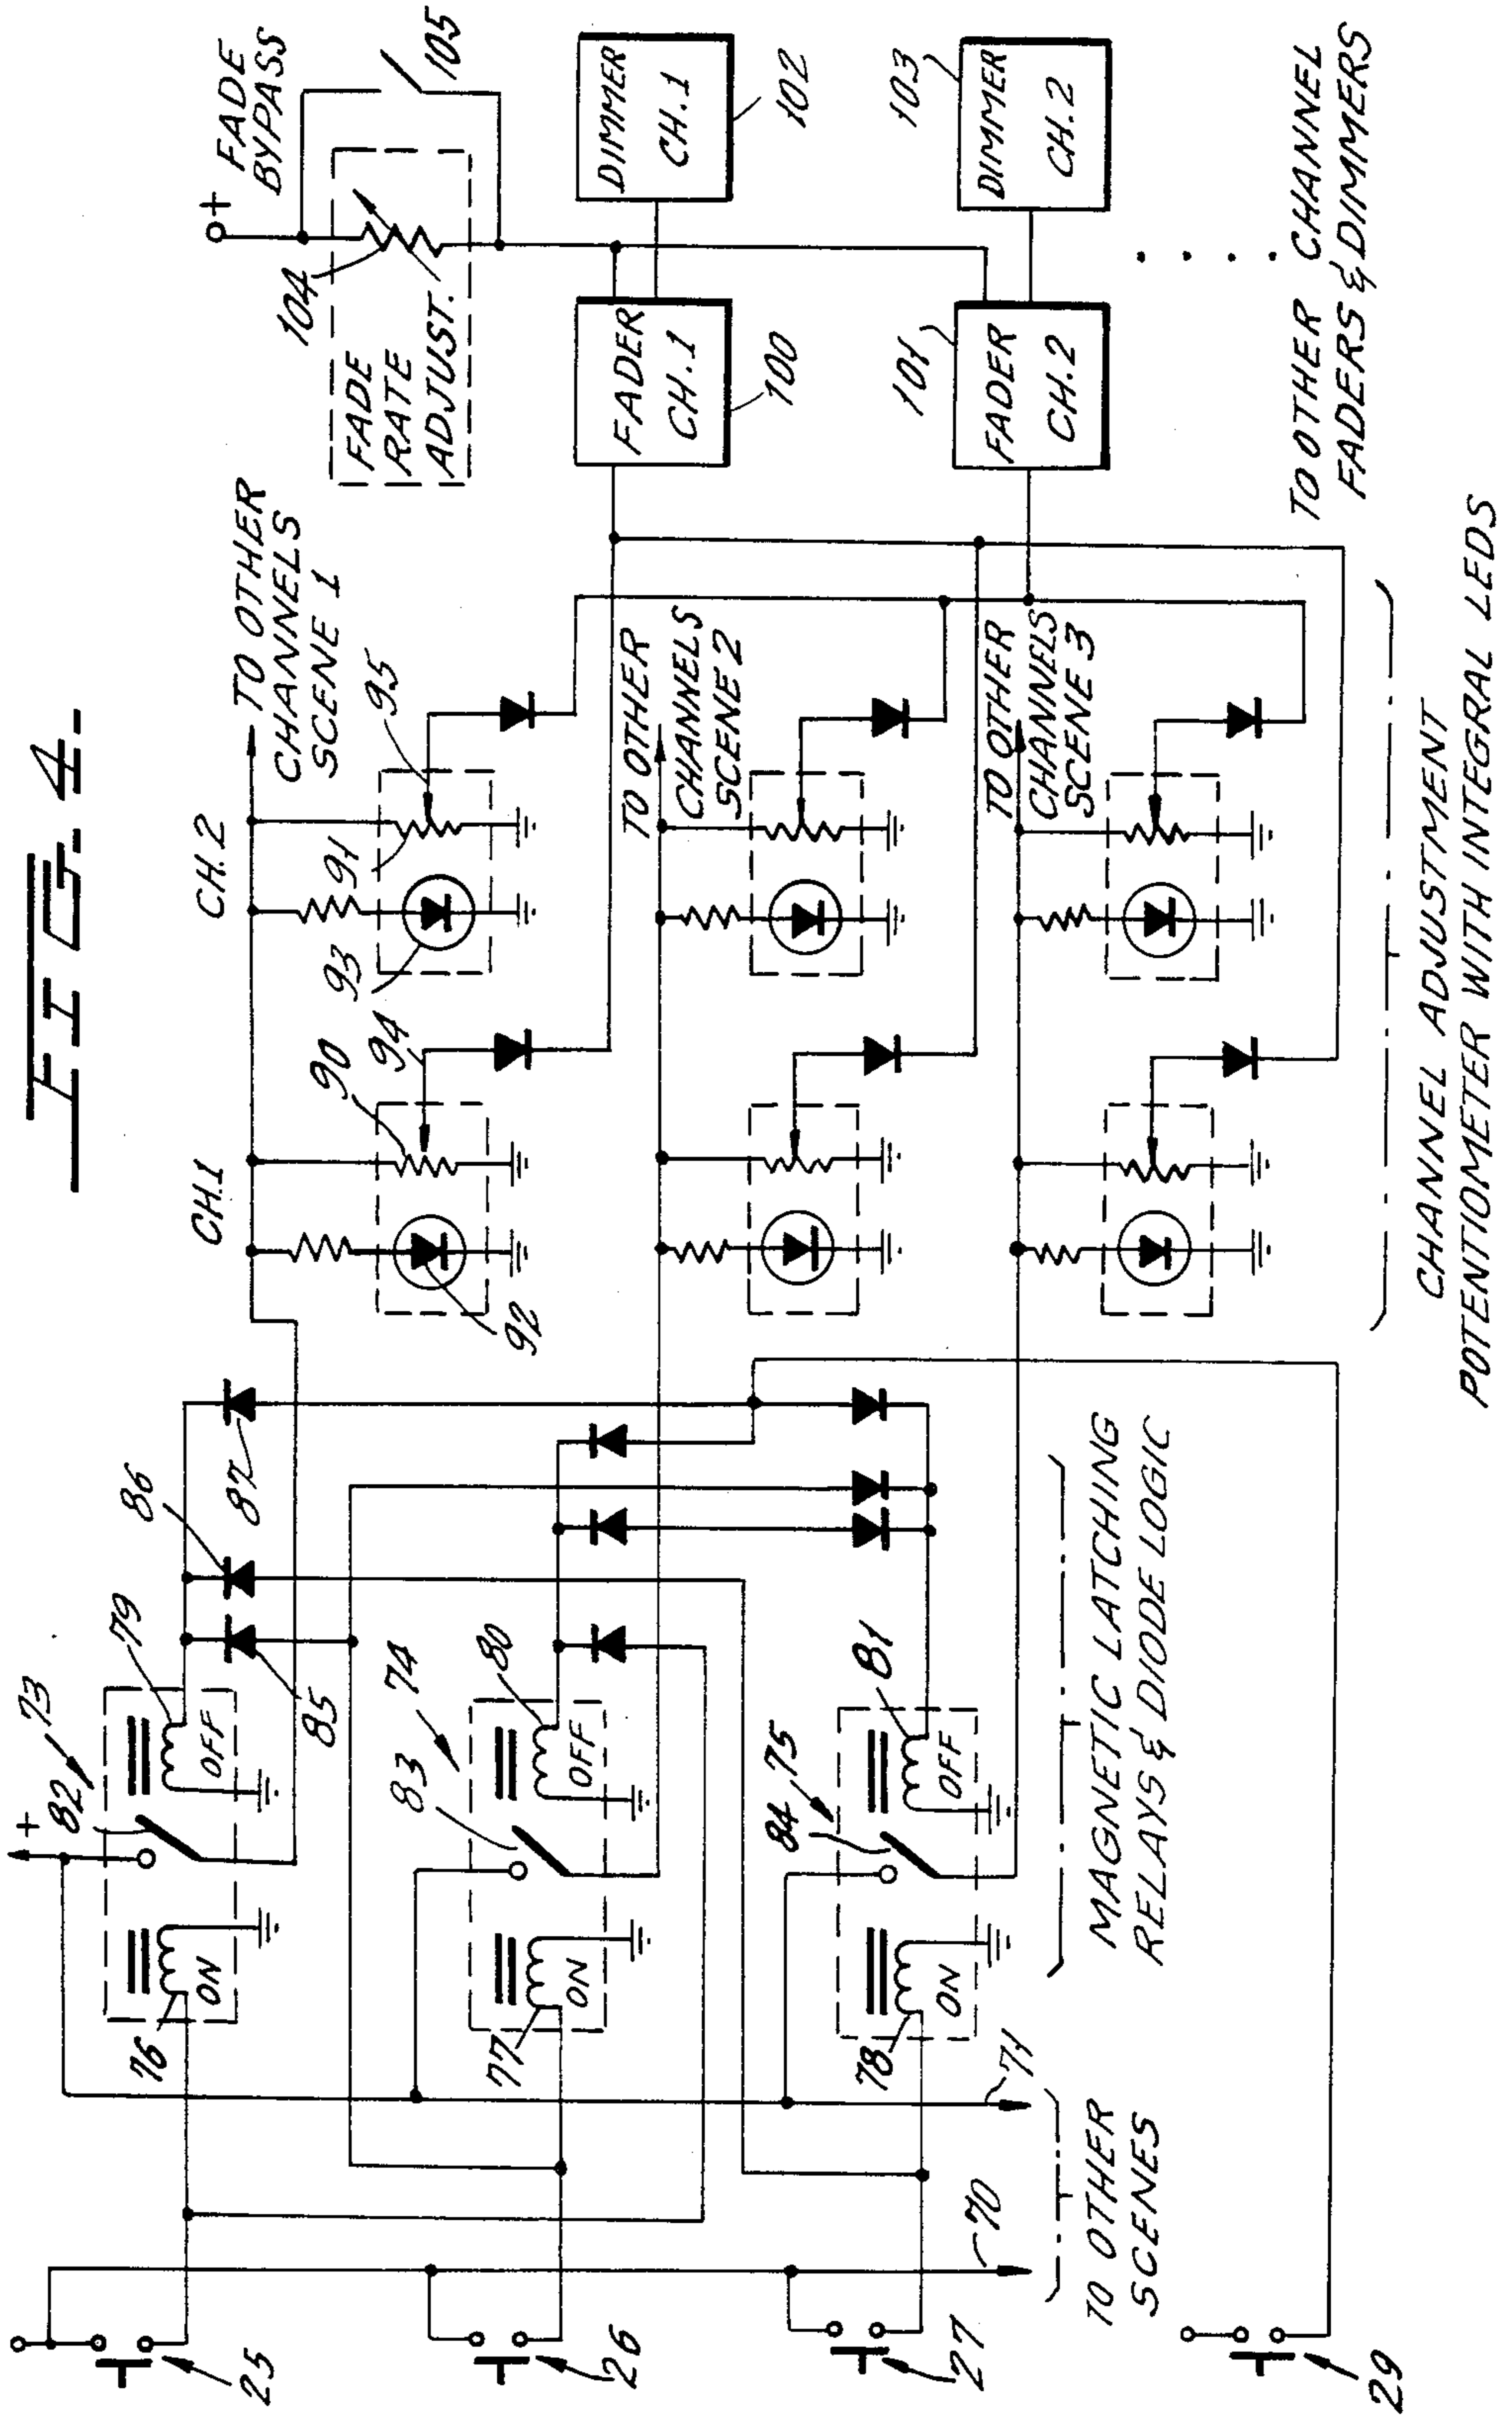 FIG. 4.
+
73
82
79
86
87
76
ON
OFF
85
74
83
80
77
ON
OFF
84
75
81
78
ON
OFF
71
70
25
26
27
29
TO OTHER
SCENES
MAGNETIC LATCHING
RELAYS & DIODE LOGIC
CH.1
CH.2
TO OTHER
CHANNELS
SCENE 1
90
94
92
91
95
93
TO OTHER
CHANNELS
SCENE 2
TO OTHER
CHANNELS
SCENE 3
CHANNEL ADJUSTMENT
POTENTIOMETER WITH INTEGRAL LEDS
+
FADE
BYPASS
105
104
FADE
RATE
ADJUST.
FADER
CH.1
100
DIMMER
CH.1
102
FADER
CH.2
101
DIMMER
CH.2
103
TO OTHER CHANNEL
FADERS & DIMMERS